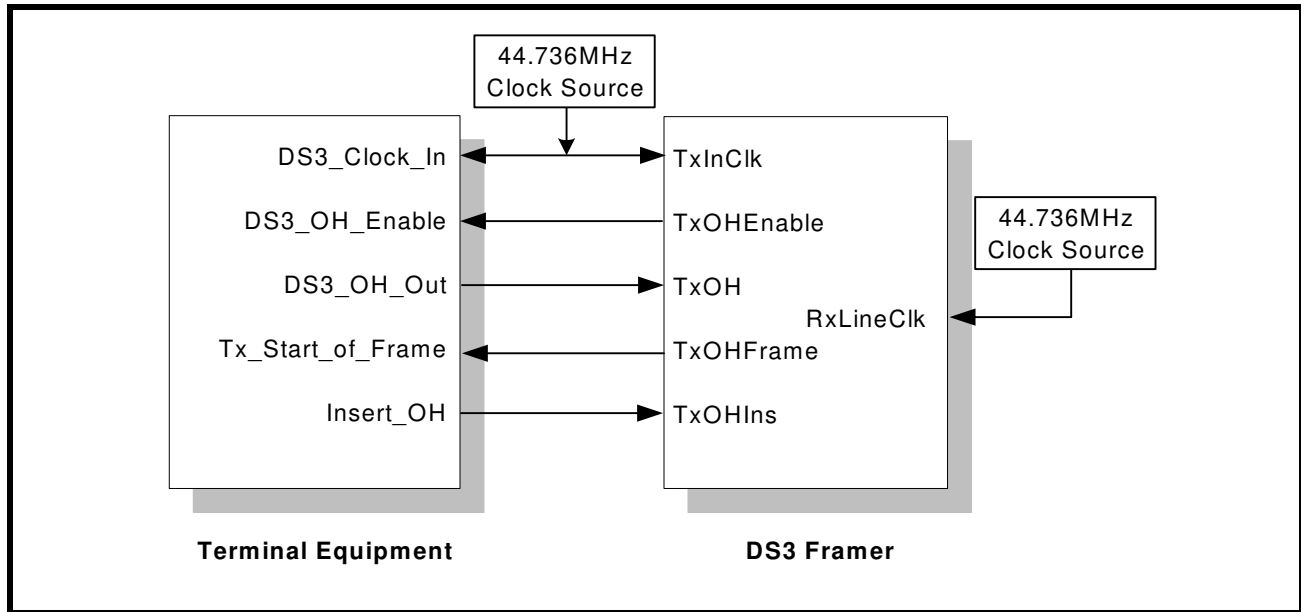 44.736MHz
Clock Source
DS3_Clock_In
TxInClk
DS3_OH_Enable
TxOHEnable
44.736MHz
Clock Source
DS3_OH_Out
TxOH
RxLineClk
Tx_Start_of_Frame
TxOHFrame
Insert_OH
TxOHIns
Terminal Equipment
DS3 Framer